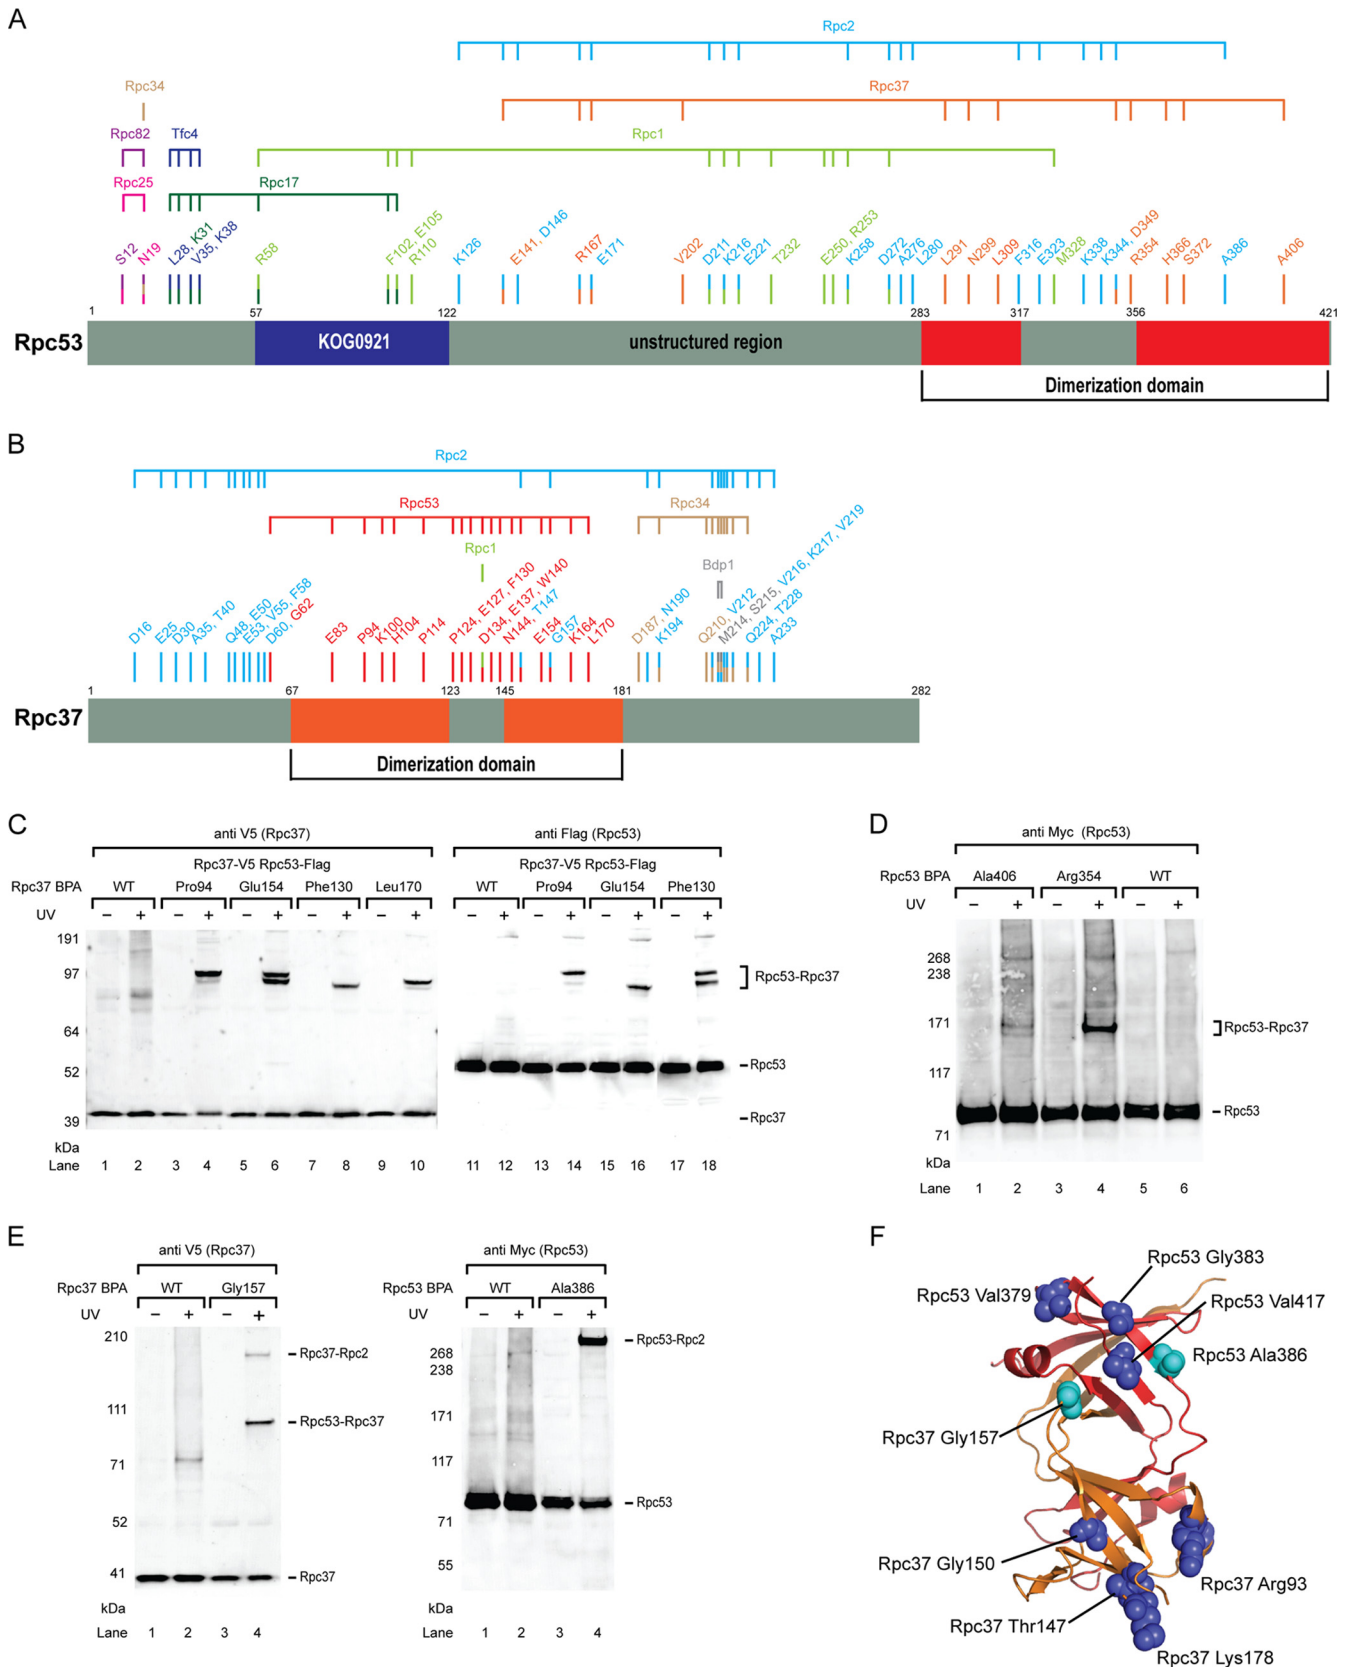 A
Rpc2
Rpc34
Rpc37
Rpc82 Tfc4 Rpc1
Rpc25 Rpc17
S12 N19 L28, K31 V35, K38 R58 F102, E105 R110 K126 E141, D146 R167 E171 V202 D211 K216 E221 T232 E250, R253 K258 D272 A276 L280 L291 N299 L309 F316 E323 M328 K338 K344, D349 R354 H366 S372 A386 A406
1 57 122 283 317 356 421
Rpc53 KOG0921 unstructured region
Dimerization domain
B
Rpc2
Rpc53 Rpc34
Rpc1
Bdp1
D16 E25 D30 A35, T40 Q48, E50 E53, V55, F58 D60, G62 E83 P94 K100 H104 P114 P124, E127, F130 D134, E137, W140 N144, T147 E154 G157 K164 L170 D187, N190 K194 Q210, V212 M214, S215, V216, K217, V219 Q224, T228 A233
1 67 123 145 181 282
Rpc37
Dimerization domain
C
anti V5 (Rpc37) anti Flag (Rpc53)
Rpc37-V5 Rpc53-Flag Rpc37-V5 Rpc53-Flag
Rpc37 BPA WT Pro94 Glu154 Phe130 Leu170 WT Pro94 Glu154 Phe130
UV − + − + − + − + − + − + − + − + − +
191
97
64
52
39
kDa
Rpc53-Rpc37
Rpc53
Rpc37
Lane 1 2 3 4 5 6 7 8 9 10 11 12 13 14 15 16 17 18
D
anti Myc (Rpc53)
Rpc53 BPA Ala406 Arg354 WT
UV − + − + − +
268
238
171
117
71
kDa
Rpc53-Rpc37
Rpc53
Lane 1 2 3 4 5 6
E
anti V5 (Rpc37)
Rpc37 BPA WT Gly157
UV − + − +
210
111
71
52
41
kDa
Rpc37-Rpc2
Rpc53-Rpc37
Rpc37
Lane 1 2 3 4
anti Myc (Rpc53)
Rpc53 BPA WT Ala386
UV − + − +
268
238
171
117
71
55
kDa
Rpc53-Rpc2
Rpc53
Lane 1 2 3 4
F
Rpc53 Gly383
Rpc53 Val379
Rpc53 Val417
Rpc53 Ala386
Rpc37 Gly157
Rpc37 Gly150
Rpc37 Arg93
Rpc37 Thr147
Rpc37 Lys178